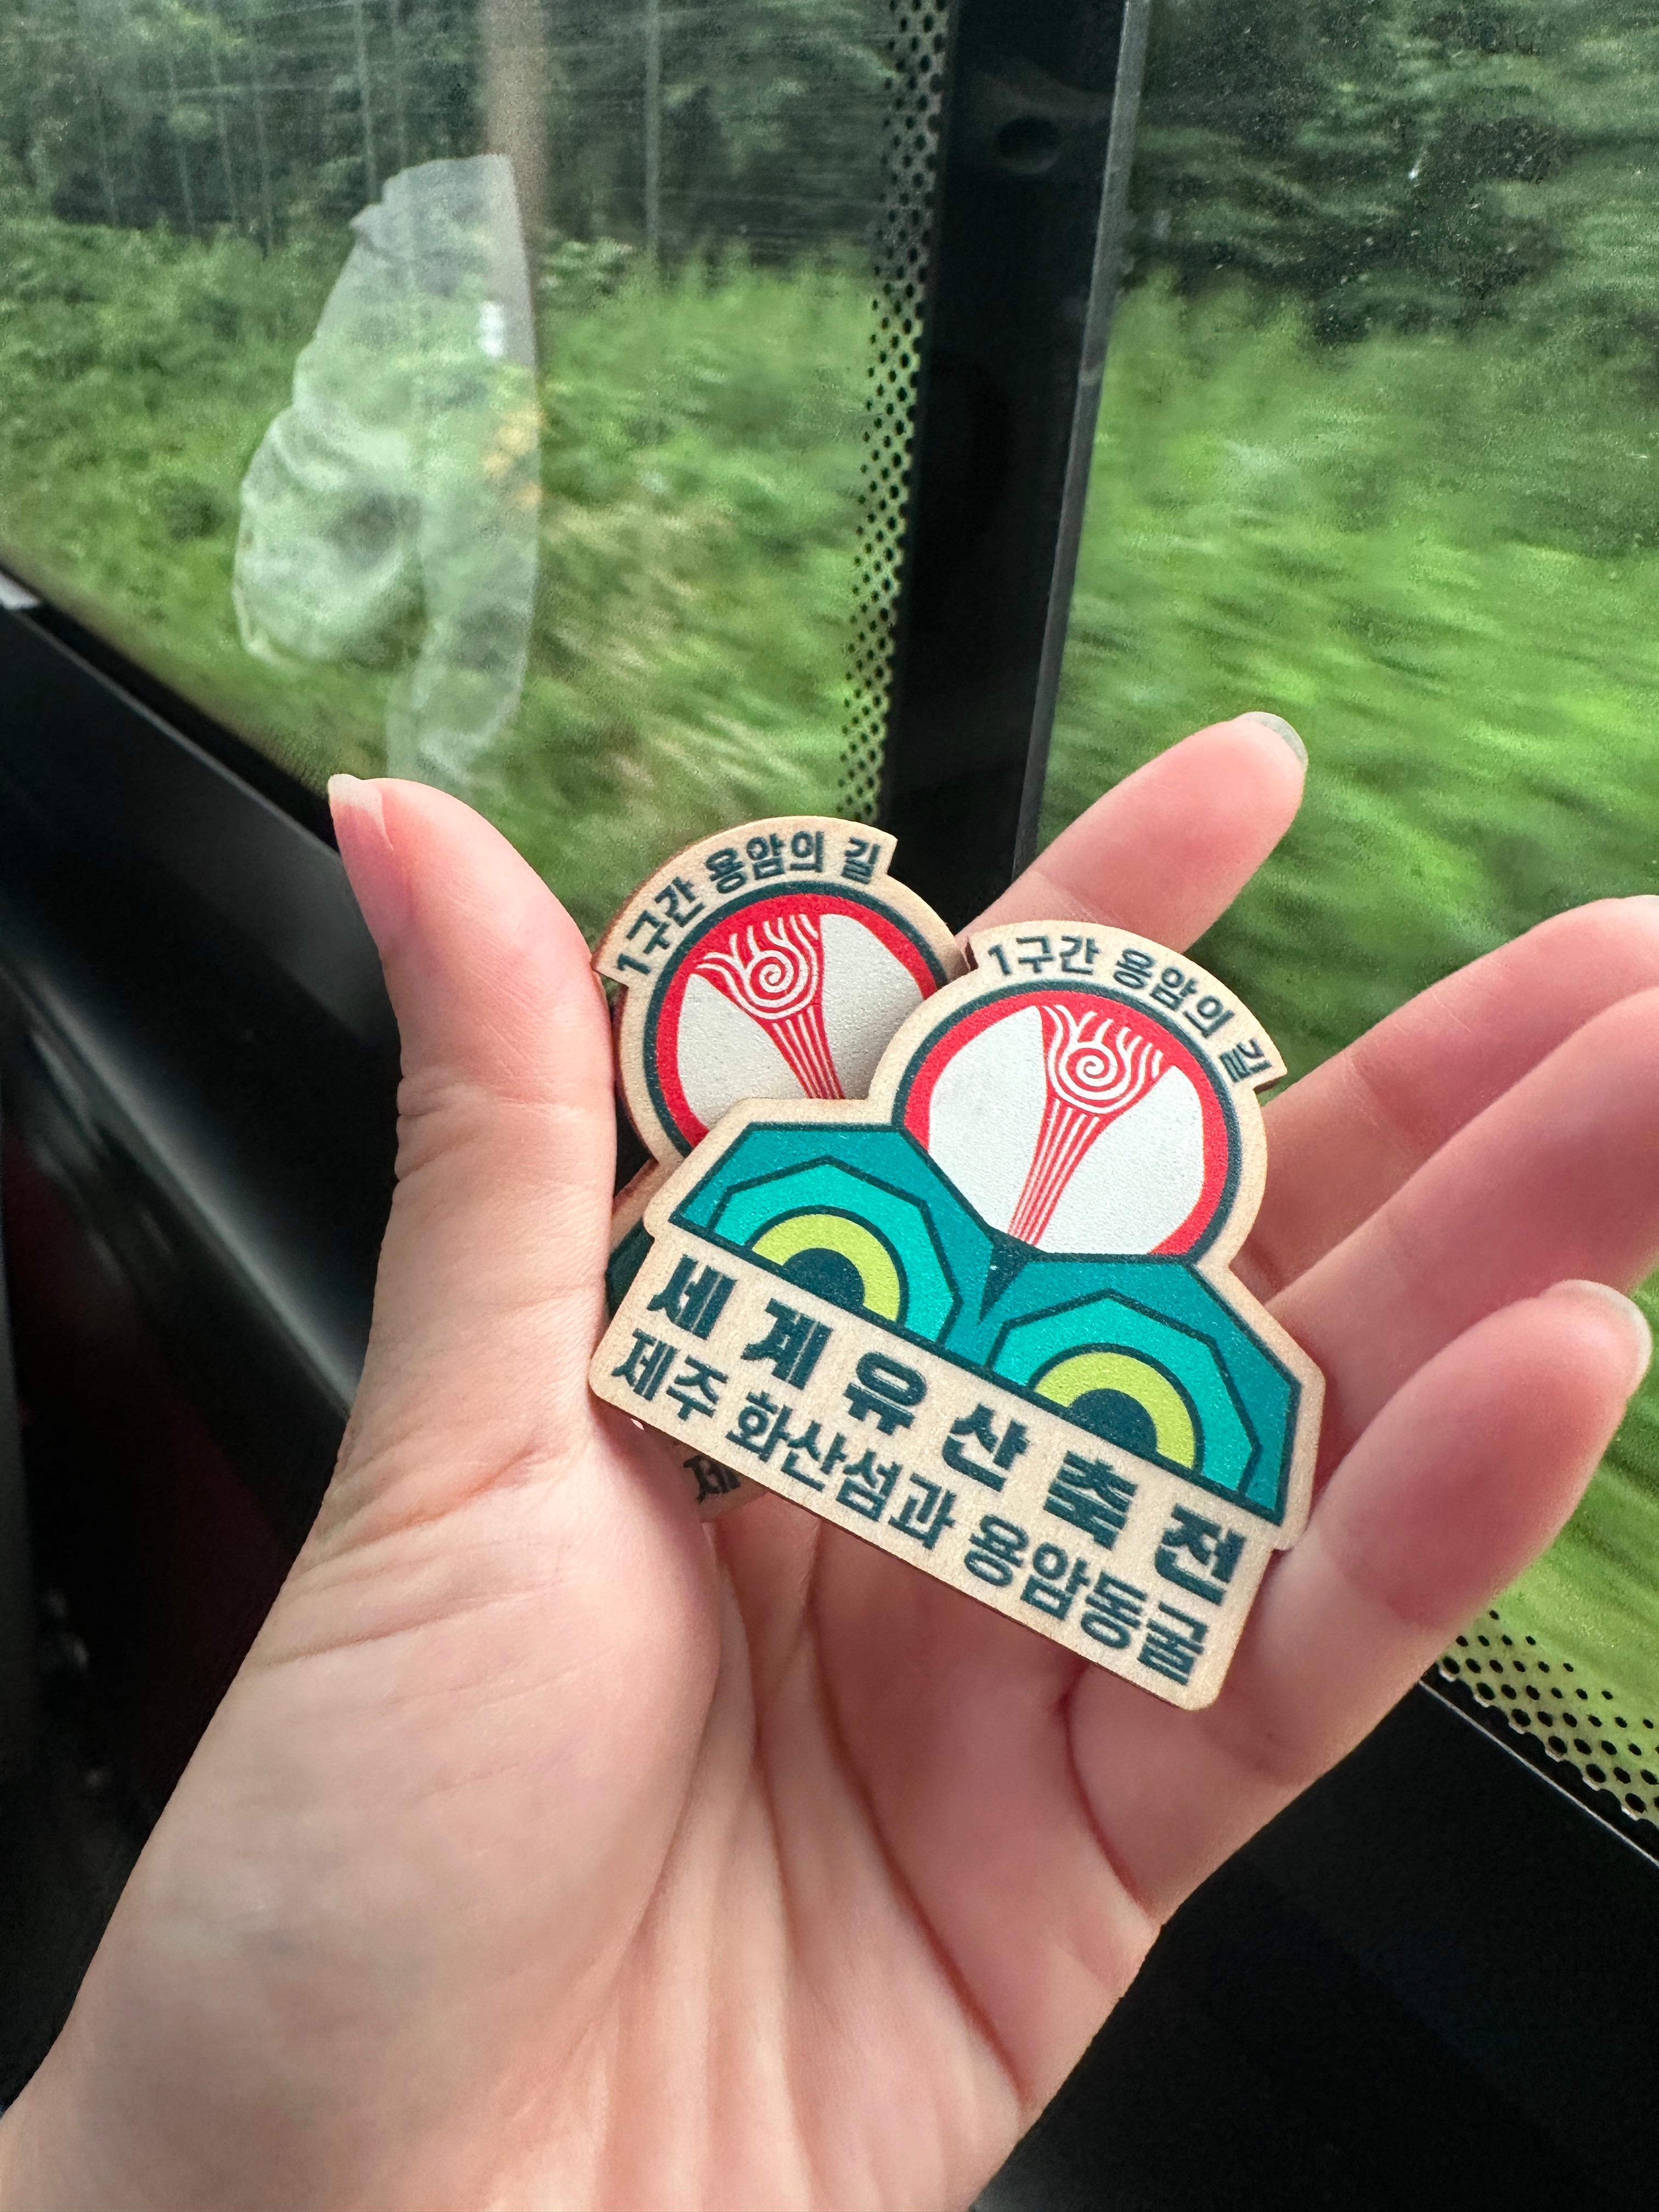 1구간 용암의 길
1구간 용암의 길
세계유산축전
제주 화산섬과 용암동굴
제